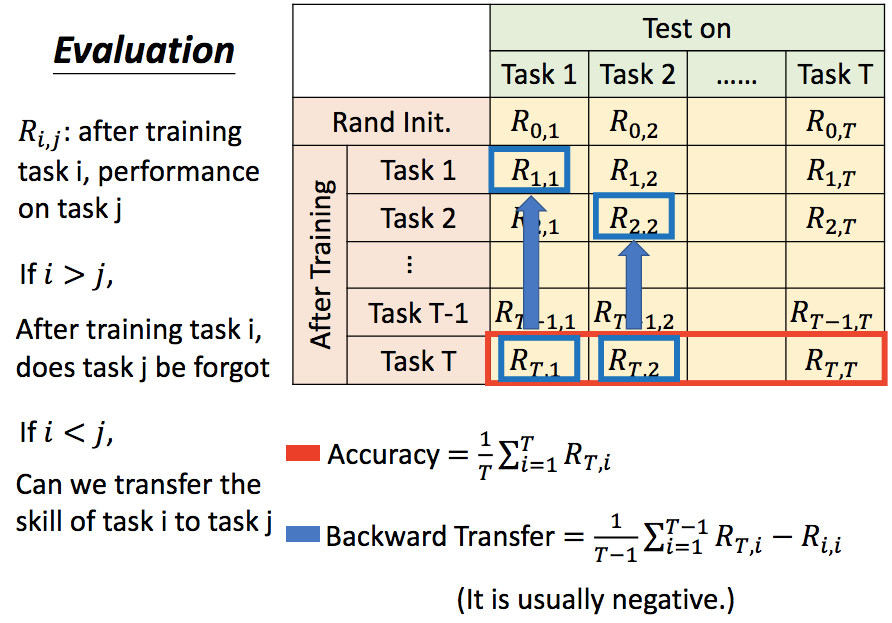 Evaluation
R_{i,j}: after training
task i, performance
on task j
If i > j,
After training task i,
does task j be forgot
If i < j,
Can we transfer the
skill of task i to task j
Test on
Task 1 Task 2 …… Task T
Rand Init. R_{0,1} R_{0,2} R_{0,T}
After Training
Task 1 R_{1,1} R_{1,2} R_{1,T}
Task 2 R_{2,1} R_{2,2} R_{2,T}
⋮
Task T-1 R_{T−1,1} R_{T−1,2} R_{T−1,T}
Task T R_{T,1} R_{T,2} R_{T,T}
Accuracy = \frac{1}{T} \sum_{i=1}^{T} R_{T,i}
Backward Transfer = \frac{1}{T−1} \sum_{i=1}^{T−1} R_{T,i} − R_{i,i}
(It is usually negative.)